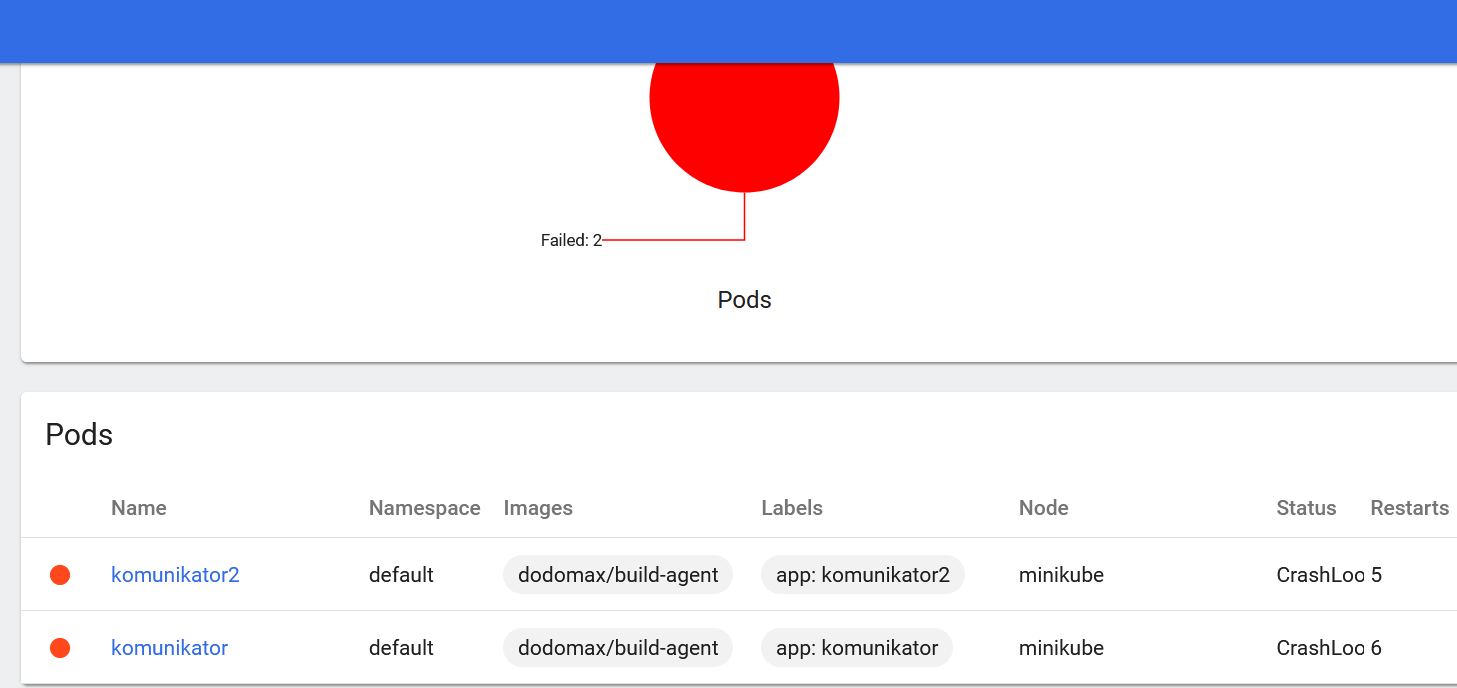 Failed: 2
Pods
Pods
Name Namespace Images Labels Node Status Restarts
komunikator2 default dodomax/build-agent app: komunikator2 minikube CrashLoo 5
komunikator default dodomax/build-agent app: komunikator minikube CrashLoo 6